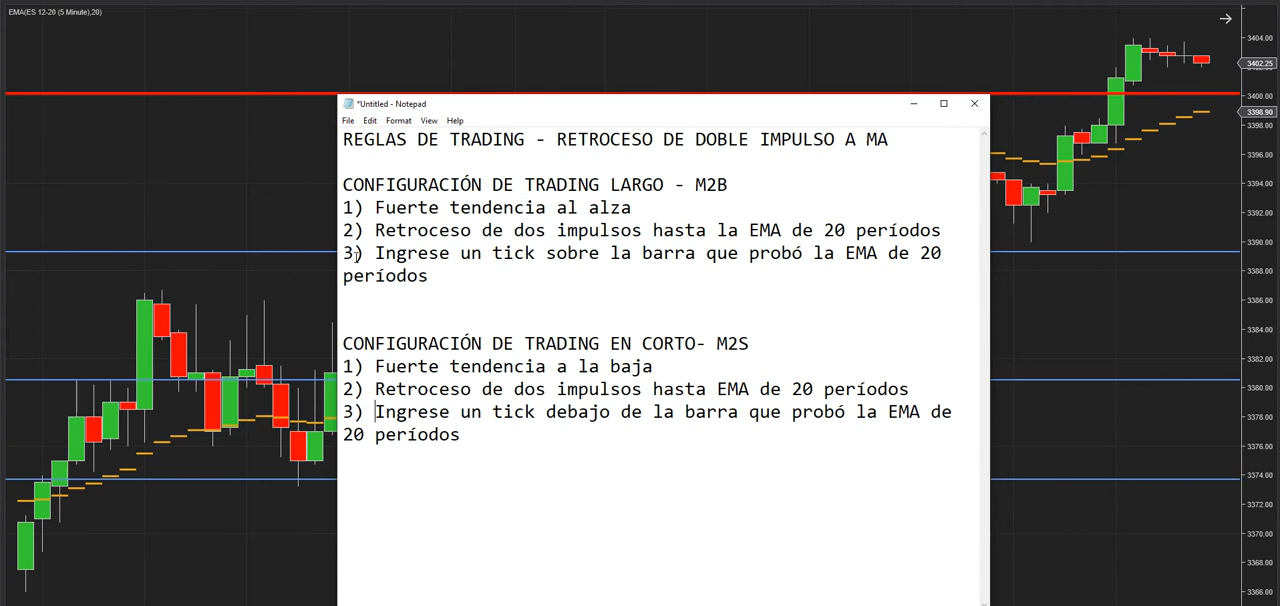 EMA(ES 12-20 (5 Minute),20)
*Untitled - Notepad
File Edit Format View Help
REGLAS DE TRADING - RETROCESO DE DOBLE IMPULSO A MA
CONFIGURACIÓN DE TRADING LARGO - M2B
1) Fuerte tendencia al alza
2) Retroceso de dos impulsos hasta la EMA de 20 períodos
3) Ingrese un tick sobre la barra que probó la EMA de 20
períodos
CONFIGURACIÓN DE TRADING EN CORTO- M2S
1) Fuerte tendencia a la baja
2) Retroceso de dos impulsos hasta EMA de 20 períodos
3) Ingrese un tick debajo de la barra que probó la EMA de
20 períodos
3404.00
3402.25
3400.00
3398.90
3396.00
3394.00
3392.00
3390.00
3388.00
3386.00
3384.00
3382.00
3380.00
3378.00
3376.00
3374.00
3372.00
3370.00
3368.00
3366.00